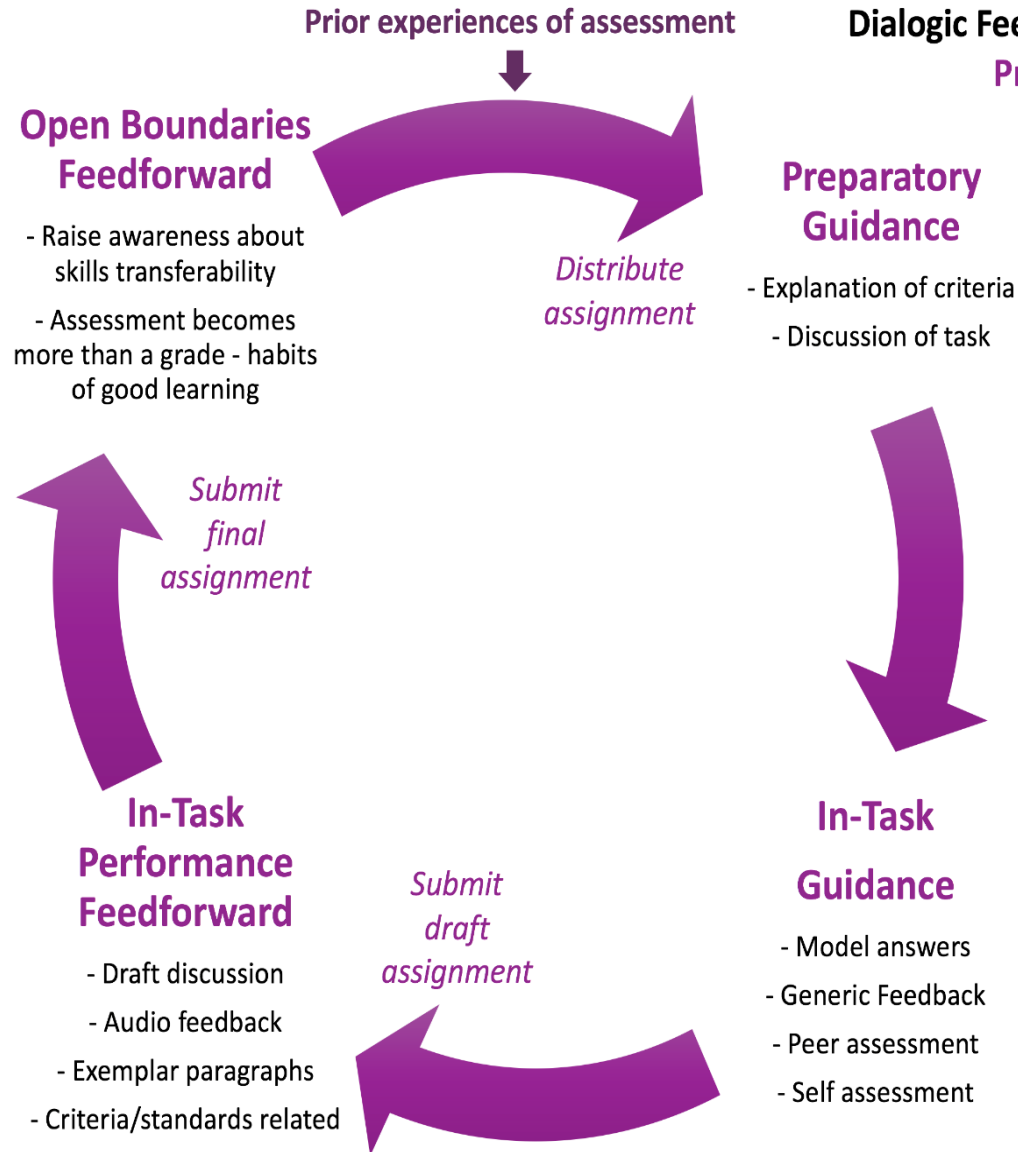 Prior experiences of assessment
Dialogic Fee
Pr
Open Boundaries
Feedforward
- Raise awareness about
skills transferability
- Assessment becomes
more than a grade - habits
of good learning
Distribute
assignment
Preparatory
Guidance
- Explanation of criteria
- Discussion of task
Submit
final
assignment
In-Task
Performance
Feedforward
- Draft discussion
- Audio feedback
- Exemplar paragraphs
- Criteria/standards related
Submit
draft
assignment
In-Task
Guidance
- Model answers
- Generic Feedback
- Peer assessment
- Self assessment